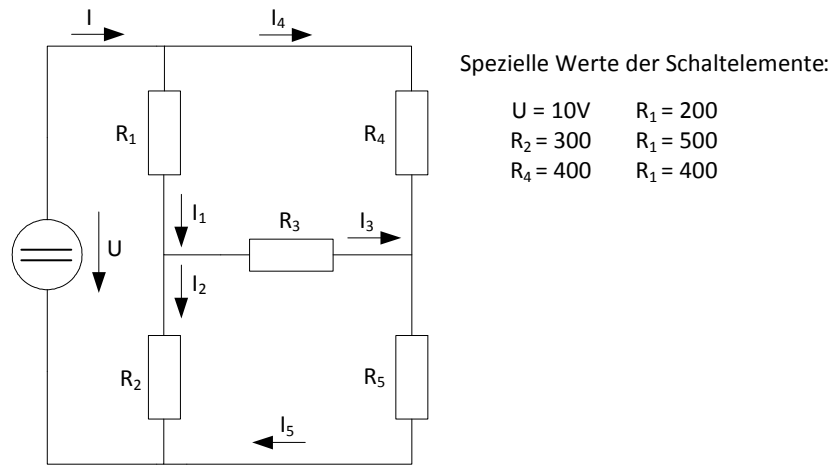 I
I₄
Spezielle Werte der Schaltelemente:
U = 10V R₁ = 200
R₂ = 300 R₁ = 500
R₄ = 400 R₁ = 400
R₁
R₄
I₁
R₃
I₃
U
I₂
R₂
R₅
I₅